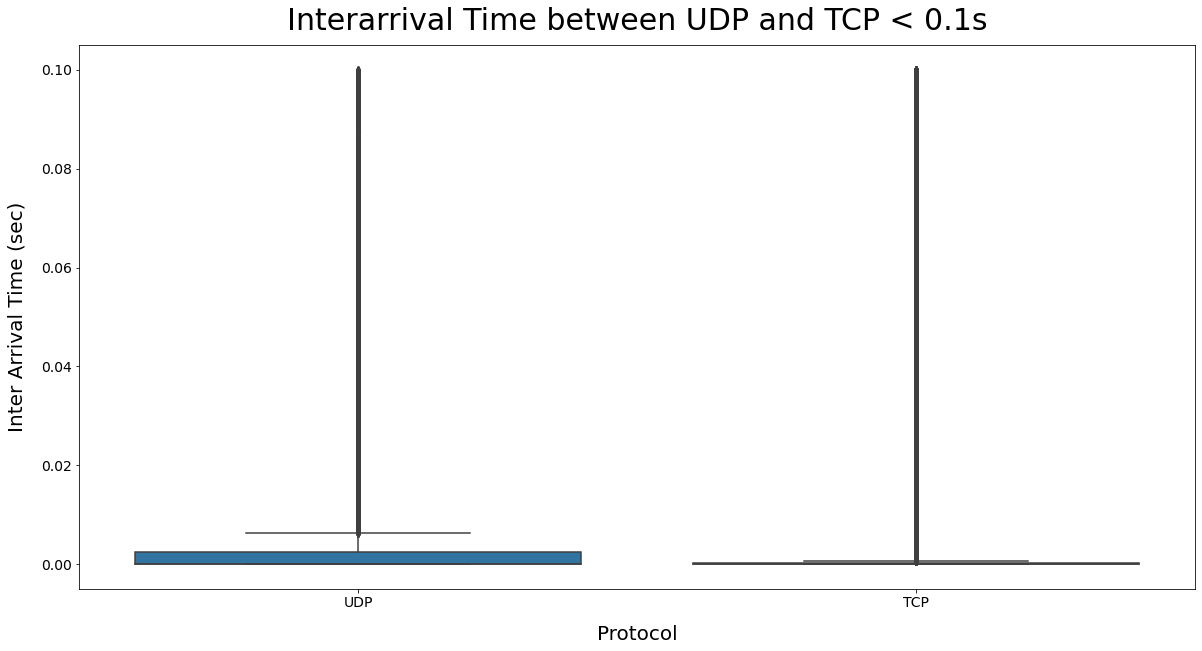 Interarrival Time between UDP and TCP < 0.1s
0.10
0.08
0.06
0.04
0.02
0.00
Inter Arrival Time (sec)
UDP
TCP
Protocol